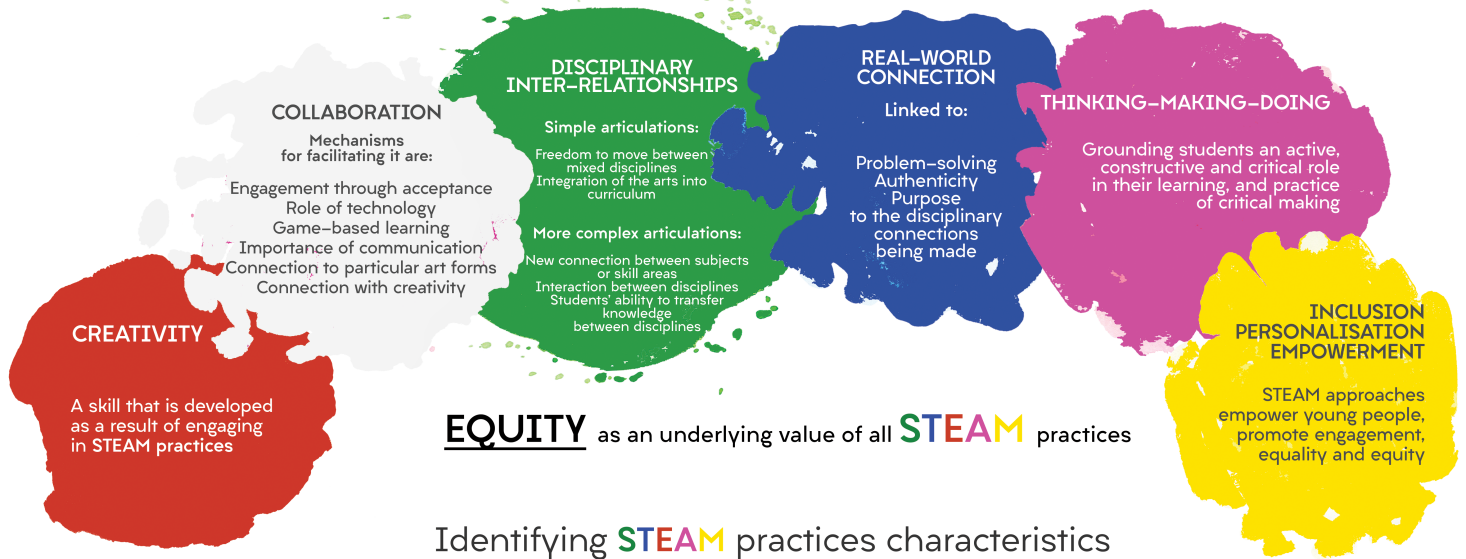 CREATIVITY
A skill that is developed
as a result of engaging
in STEAM practices
COLLABORATION
Mechanisms
for facilitating it are:
Engagement through acceptance
Role of technology
Game–based learning
Importance of communication
Connection to particular art forms
Connection with creativity
DISCIPLINARY
INTER–RELATIONSHIPS
Simple articulations:
Freedom to move between
mixed disciplines
Integration of the arts into
curriculum
More complex articulations:
New connection between subjects
or skill areas
Interaction between disciplines
Students' ability to transfer
knowledge
between disciplines
REAL–WORLD
CONNECTION
Linked to:
Problem–solving
Authenticity
Purpose
to the disciplinary
connections
being made
THINKING–MAKING–DOING
Grounding students an active,
constructive and critical role
in their learning, and practice
of critical making
INCLUSION
PERSONALISATION
EMPOWERMENT
STEAM approaches
empower young people,
promote engagement,
equality and equity
EQUITY as an underlying value of all STEAM practices
Identifying STEAM practices characteristics